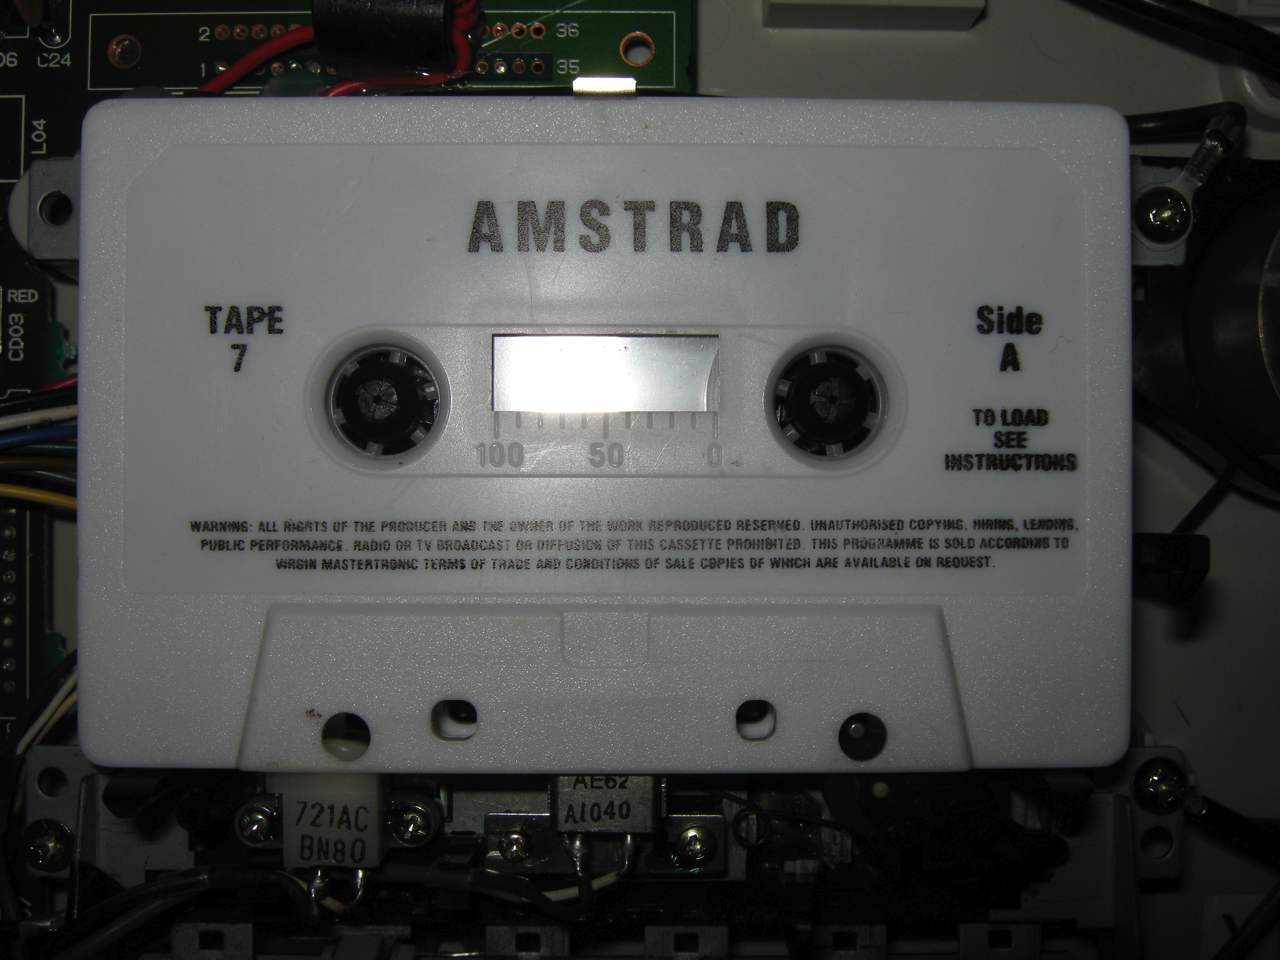 2 36
1 35
C24
L04
AMSTRAD
RED
CD03
TAPE
7
Side
A
TO LOAD
SEE
INSTRUCTIONS
100 50 0
WARNING: ALL RIGHTS OF THE PRODUCER AND THE OWNER OF THE WORK REPRODUCED RESERVED. UNAUTHORISED COPYING, HIRING, LENDING,
PUBLIC PERFORMANCE. RADIO OR TV BROADCAST OR DIFFUSION OF THIS CASSETTE PROHIBITED. THIS PROGRAMME IS SOLD ACCORDING TO
VIRGIN MASTERTRONIC TERMS OF TRADE AND CONDITIONS OF SALE COPIES OF WHICH ARE AVAILABLE ON REQUEST.
AE62
A1040
721AC
BN80